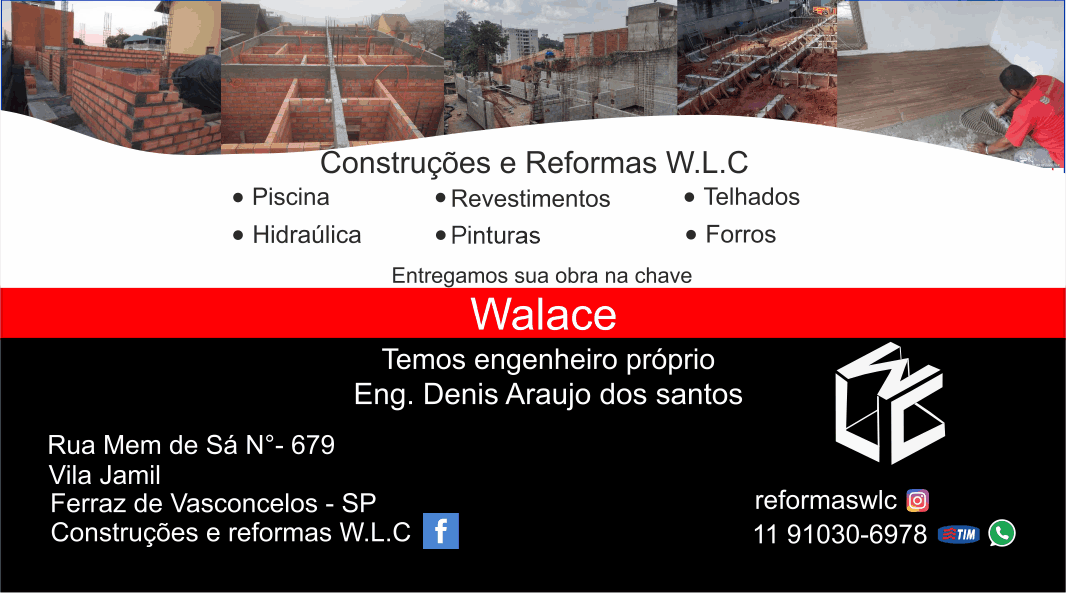 Construções e Reformas W.L.C
• Piscina • Revestimentos • Telhados
• Hidraúlica • Pinturas • Forros
Entregamos sua obra na chave
Walace
Temos engenheiro próprio
Eng. Denis Araujo dos santos
WLC
Rua Mem de Sá N°- 679
Vila Jamil
Ferraz de Vasconcelos - SP
Construções e reformas W.L.C f
reformaswlc
11 91030-6978 TIM